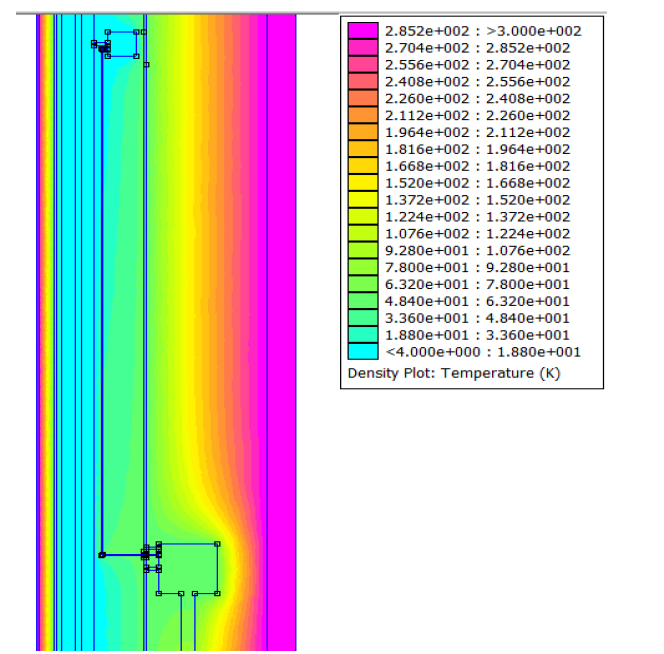 2.852e+002 : >3.000e+002
2.704e+002 : 2.852e+002
2.556e+002 : 2.704e+002
2.408e+002 : 2.556e+002
2.260e+002 : 2.408e+002
2.112e+002 : 2.260e+002
1.964e+002 : 2.112e+002
1.816e+002 : 1.964e+002
1.668e+002 : 1.816e+002
1.520e+002 : 1.668e+002
1.372e+002 : 1.520e+002
1.224e+002 : 1.372e+002
1.076e+002 : 1.224e+002
9.280e+001 : 1.076e+002
7.800e+001 : 9.280e+001
6.320e+001 : 7.800e+001
4.840e+001 : 6.320e+001
3.360e+001 : 4.840e+001
1.880e+001 : 3.360e+001
<4.000e+000 : 1.880e+001
Density Plot: Temperature (K)